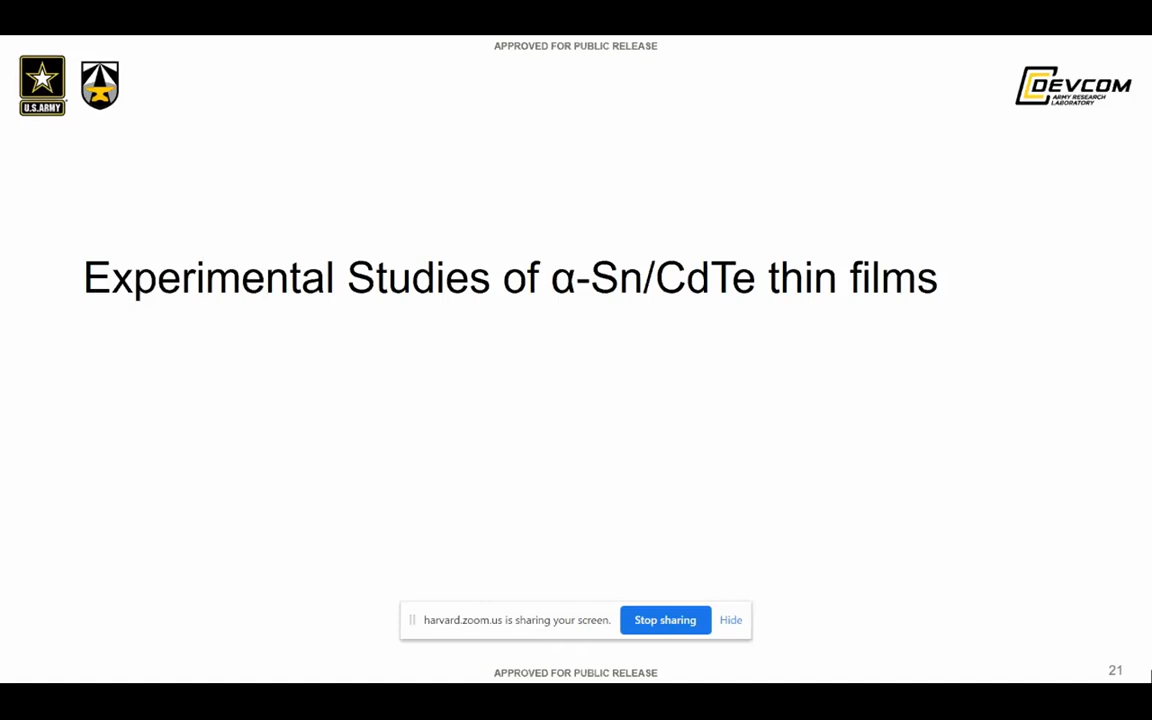 APPROVED FOR PUBLIC RELEASE
U.S.ARMY
DEVCOM
ARMY RESEARCH
LABORATORY
Experimental Studies of α-Sn/CdTe thin films
harvard.zoom.us is sharing your screen.
Stop sharing
Hide
APPROVED FOR PUBLIC RELEASE
21